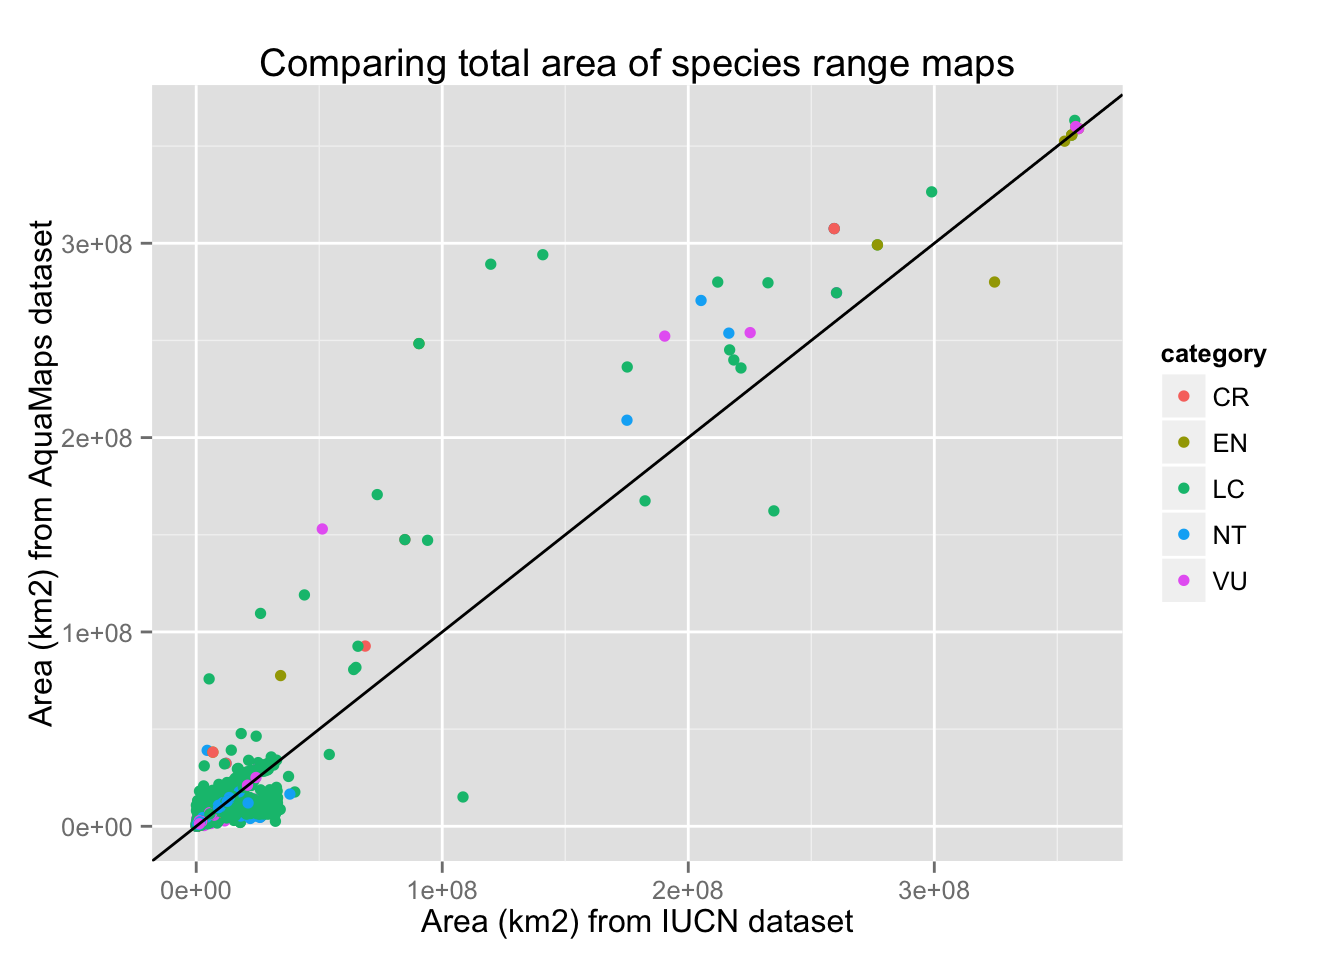 Comparing total area of species range maps
Area (km2) from AquaMaps dataset
3e+08
2e+08
1e+08
0e+00
0e+00 1e+08 2e+08 3e+08
Area (km2) from IUCN dataset
category
CR
EN
LC
NT
VU